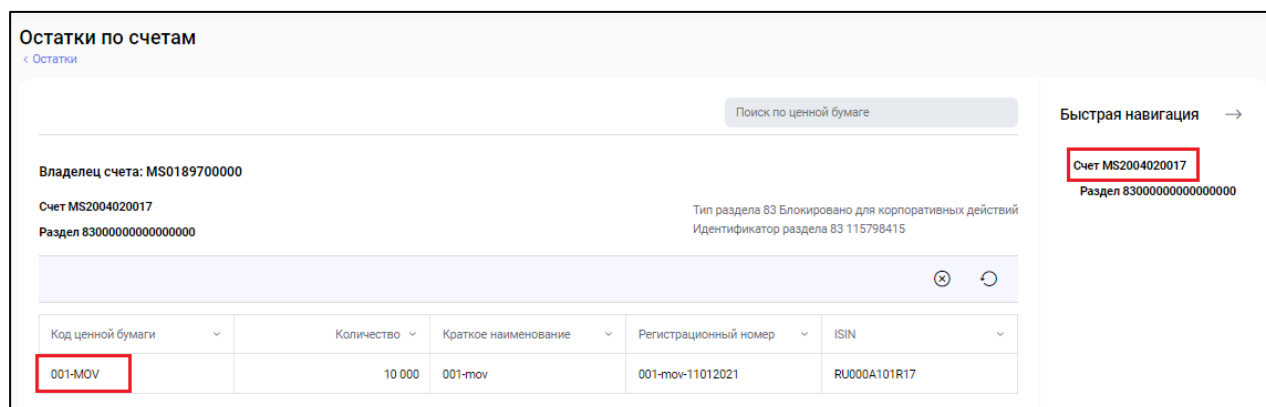 Остатки по счетам
< Остатки
Поиск по ценной бумаге
Быстрая навигация →
Владелец счета: MS0189700000
Счет MS2004020017
Счет MS2004020017
Раздел 83000000000000000
Раздел 83000000000000000
Тип раздела 83 Блокировано для корпоративных действий
Идентификатор раздела 83 115798415
Код ценной бумаги Количество Краткое наименование Регистрационный номер ISIN
001-MOV 10 000 001-mov 001-mov-11012021 RU000A101R17